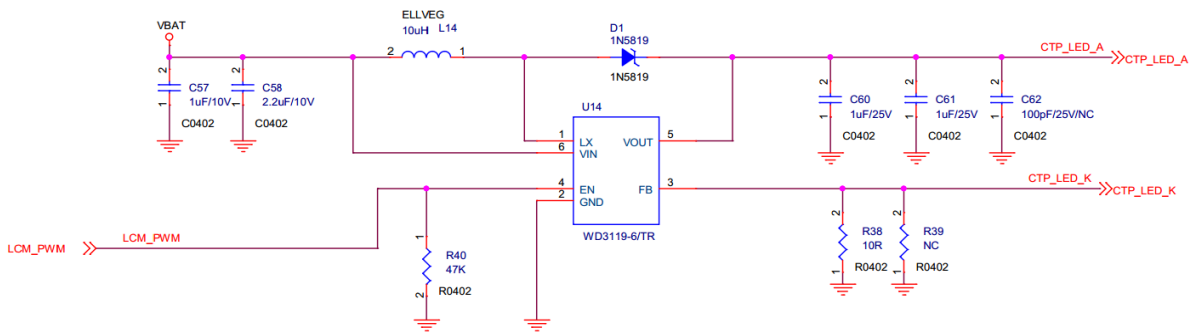 VBAT
2
C57
1uF/10V
1
C0402
2
C58
2.2uF/10V
1
C0402
ELLVEG
10uH L14
2 1
D1
1N5819
1N5819
U14
1 LX
6 VIN
4 EN
2 GND
VOUT 5
FB 3
WD3119-6/TR
CTP_LED_A
CTP_LED_A
2
C60
1uF/25V
1
C0402
2
C61
1uF/25V
1
C0402
2
C62
100pF/25V/NC
1
C0402
CTP_LED_K
CTP_LED_K
2
R38
10R
1
R0402
2
R39
NC
1
R0402
LCM_PWM
LCM_PWM
1
R40
47K
2
R0402